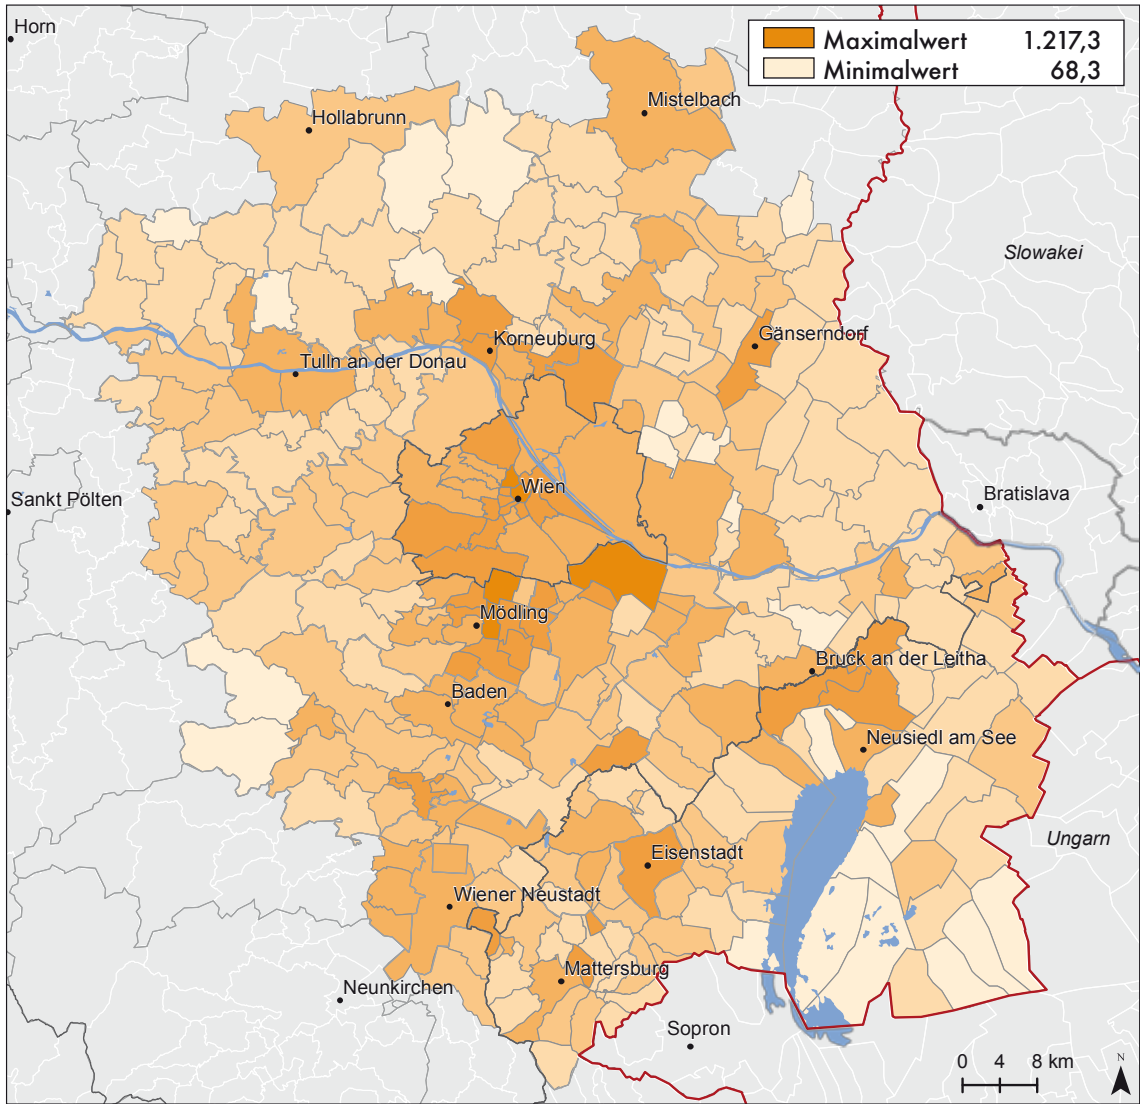 Horn
Maximalwert 1.217,3
Minimalwert 68,3
Mistelbach
Hollabrunn
Slowakei
Gänserndorf
Korneuburg
Tulln an der Donau
Wien
Bratislava
Sankt Pölten
Mödling
Bruck an der Leitha
Baden
Neusiedl am See
Ungarn
Eisenstadt
Wiener Neustadt
Mattersburg
Neunkirchen
Sopron
0 4 8 km
N